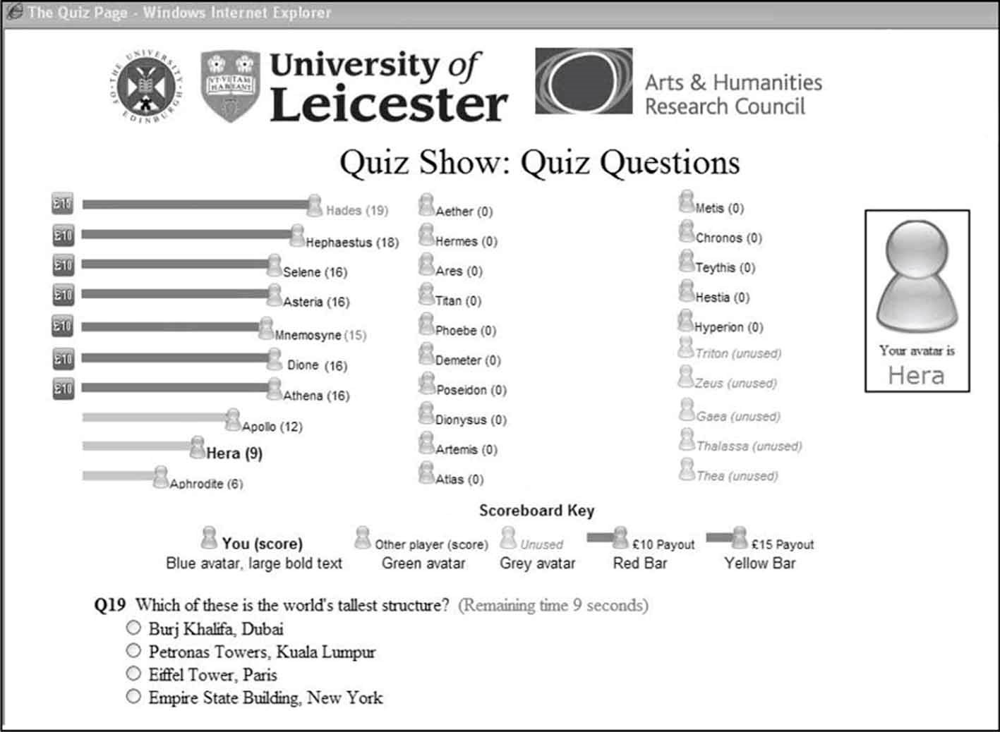 The Quiz Page - Windows Internet Explorer
THE UNIVERSITY OF EDINBURGH
VT VITAM
HABEANT
University of
Leicester
Arts & Humanities
Research Council
Quiz Show: Quiz Questions
£15 Hades (19)
£10 Hephaestus (18)
£10 Selene (16)
£10 Asteria (16)
£10 Mnemosyne (15)
£10 Dione (16)
£10 Athena (16)
Apollo (12)
Hera (9)
Aphrodite (6)
Aether (0)
Hermes (0)
Ares (0)
Titan (0)
Phoebe (0)
Demeter (0)
Poseidon (0)
Dionysus (0)
Artemis (0)
Atlas (0)
Metis (0)
Chronos (0)
Teythis (0)
Hestia (0)
Hyperion (0)
Triton (unused)
Zeus (unused)
Gaea (unused)
Thalassa (unused)
Thea (unused)
Your avatar is
Hera
Scoreboard Key
You (score) Other player (score) Unused £10 Payout £15 Payout
Blue avatar, large bold text Green avatar Grey avatar Red Bar Yellow Bar
Q19 Which of these is the world's tallest structure? (Remaining time 9 seconds)
Burj Khalifa, Dubai
Petronas Towers, Kuala Lumpur
Eiffel Tower, Paris
Empire State Building, New York